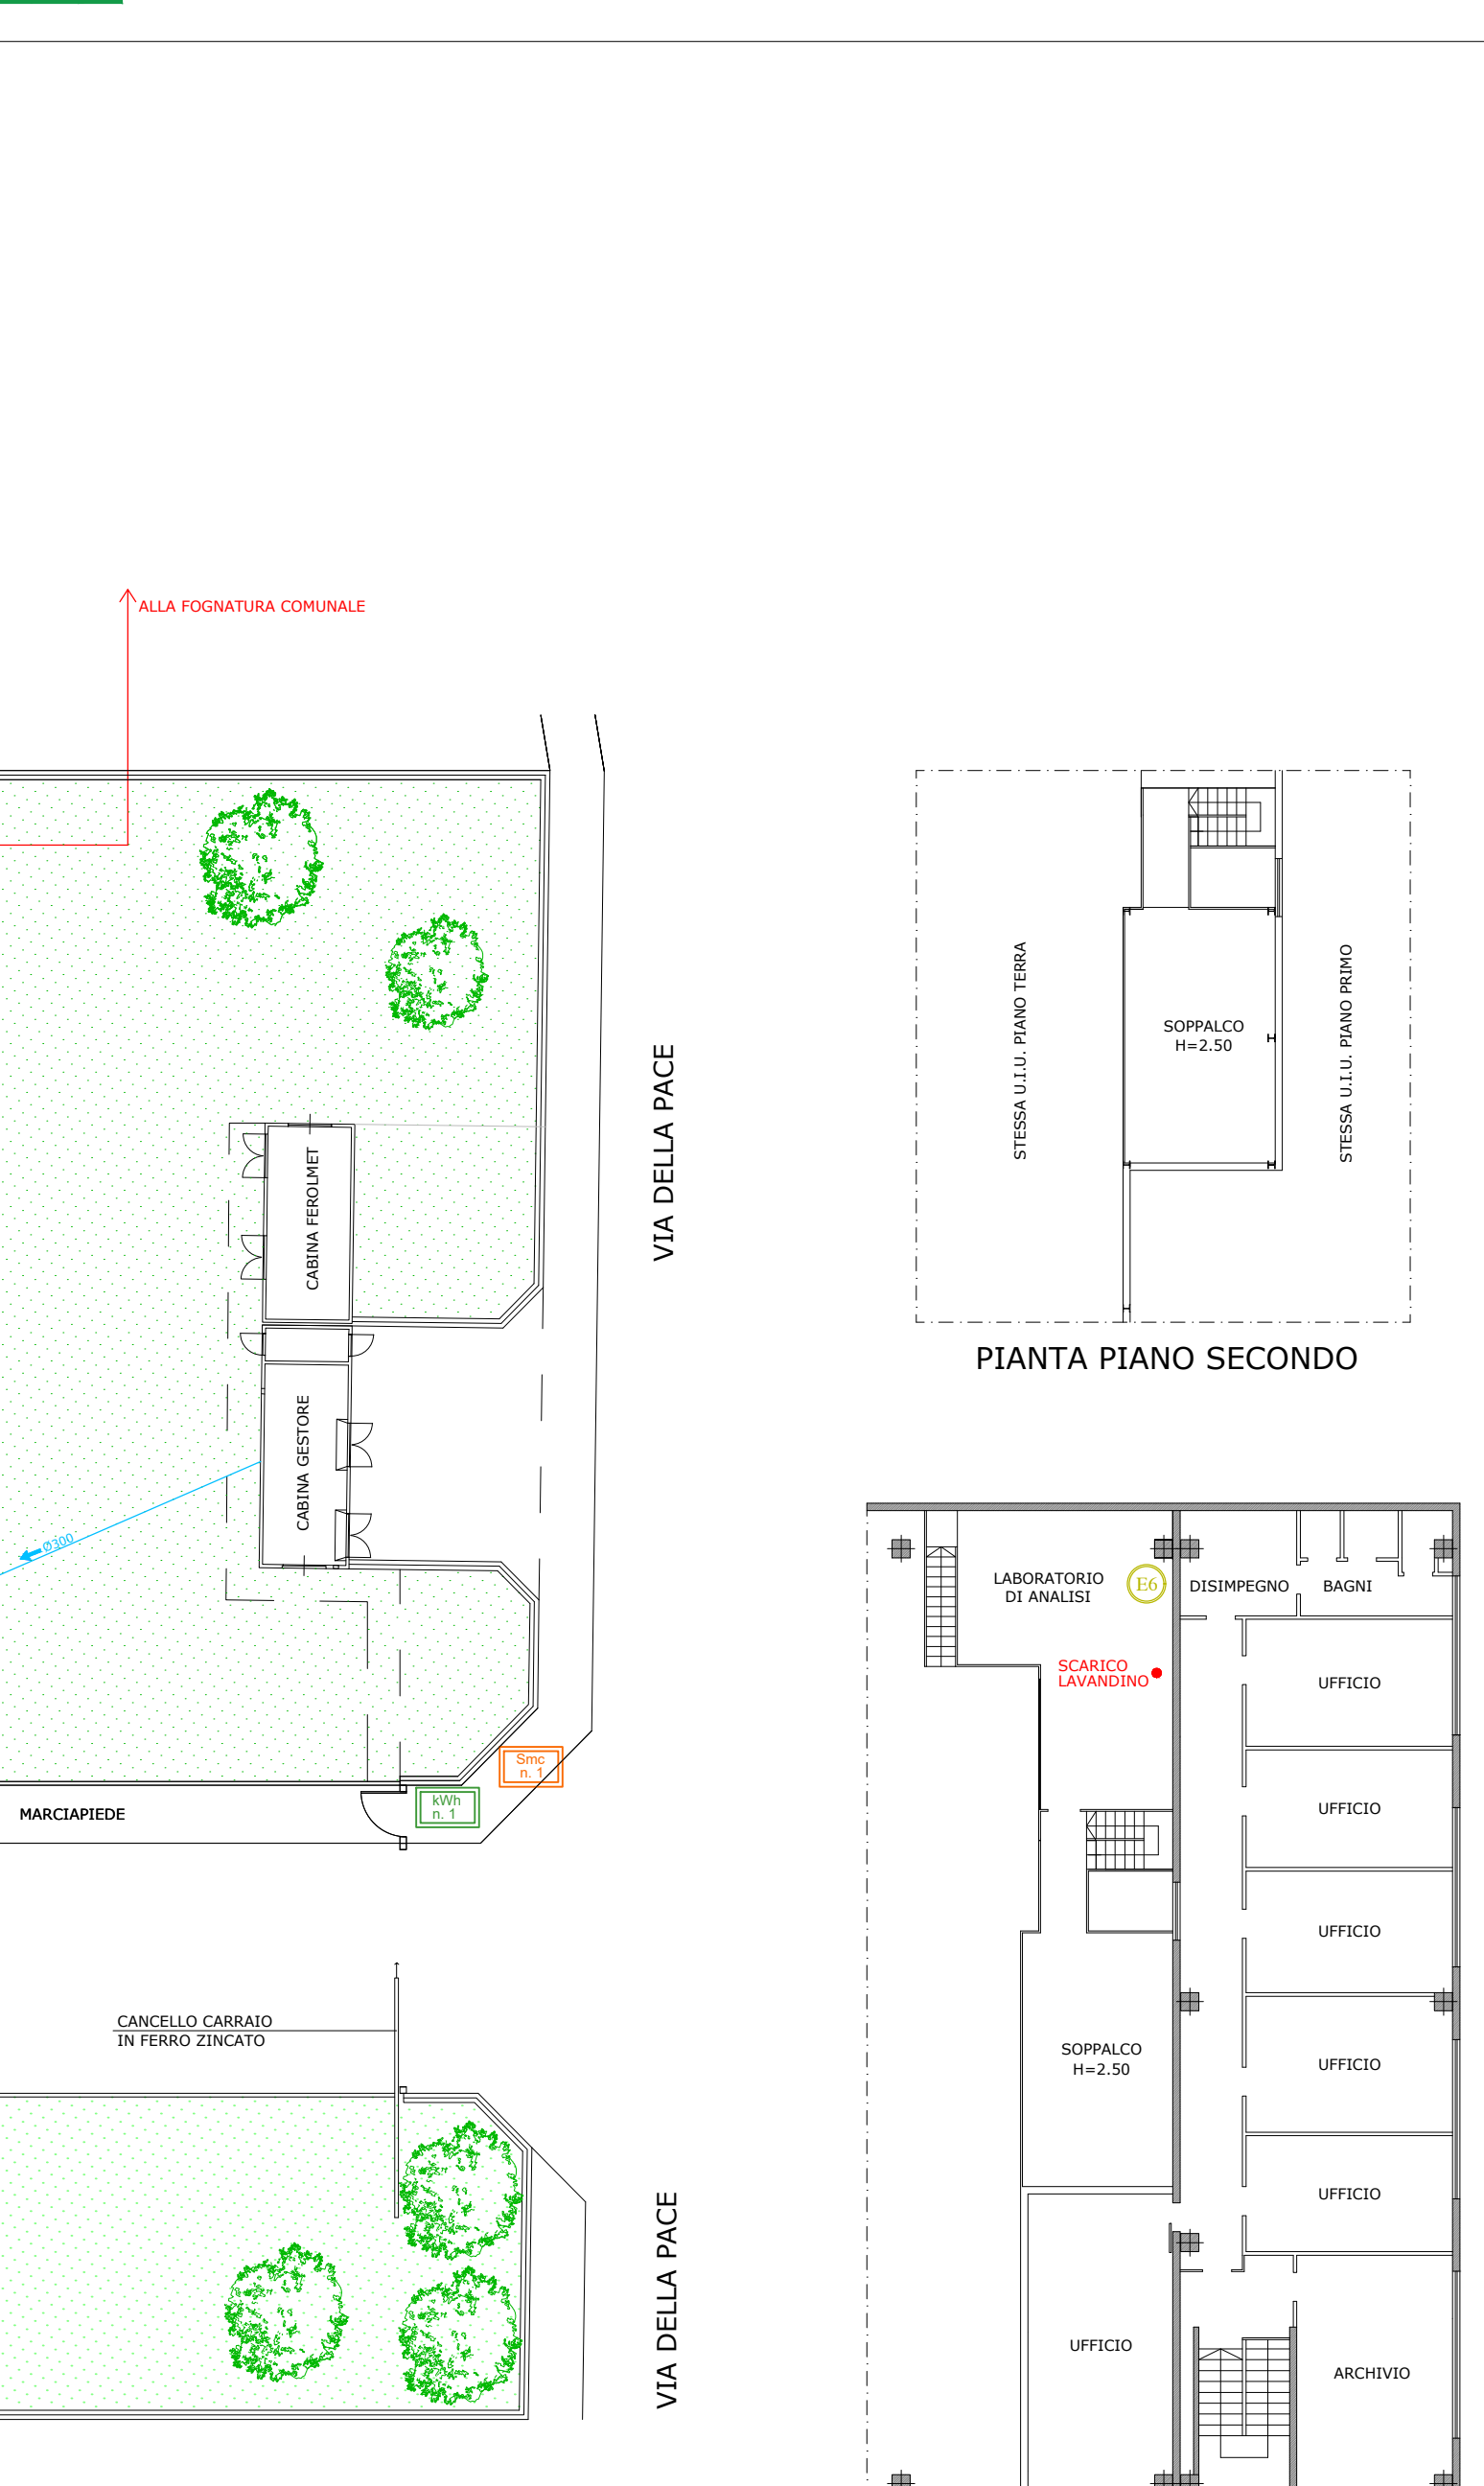 ALLA FOGNATURA COMUNALE
VIA DELLA PACE
CABINA FEROLMET
CABINA GESTORE
Ø300
Smc
n. 1
kWh
n. 1
MARCIAPIEDE
CANCELLO CARRAIO
IN FERRO ZINCATO
VIA DELLA PACE
STESSA U.I.U. PIANO TERRA
SOPPALCO
H=2.50
STESSA U.I.U. PIANO PRIMO
PIANTA PIANO SECONDO
LABORATORIO
DI ANALISI
E6
DISIMPEGNO
BAGNI
SCARICO
LAVANDINO
UFFICIO
UFFICIO
UFFICIO
SOPPALCO
H=2.50
UFFICIO
UFFICIO
UFFICIO
ARCHIVIO